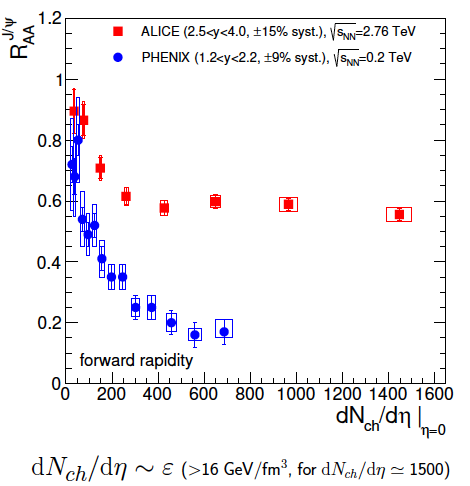 R_AA^J/ψ
1.2
ALICE (2.5<y<4.0, ±15% syst.), √s_NN=2.76 TeV
PHENIX (1.2<y<2.2, ±9% syst.), √s_NN=0.2 TeV
1
0.8
0.6
0.4
0.2
forward rapidity
0
0 200 400 600 800 1000 1200 1400 1600
dN_ch/dη |_η=0
dN_ch/dη ∼ ε (>16 GeV/fm³, for dN_ch/dη ≃ 1500)